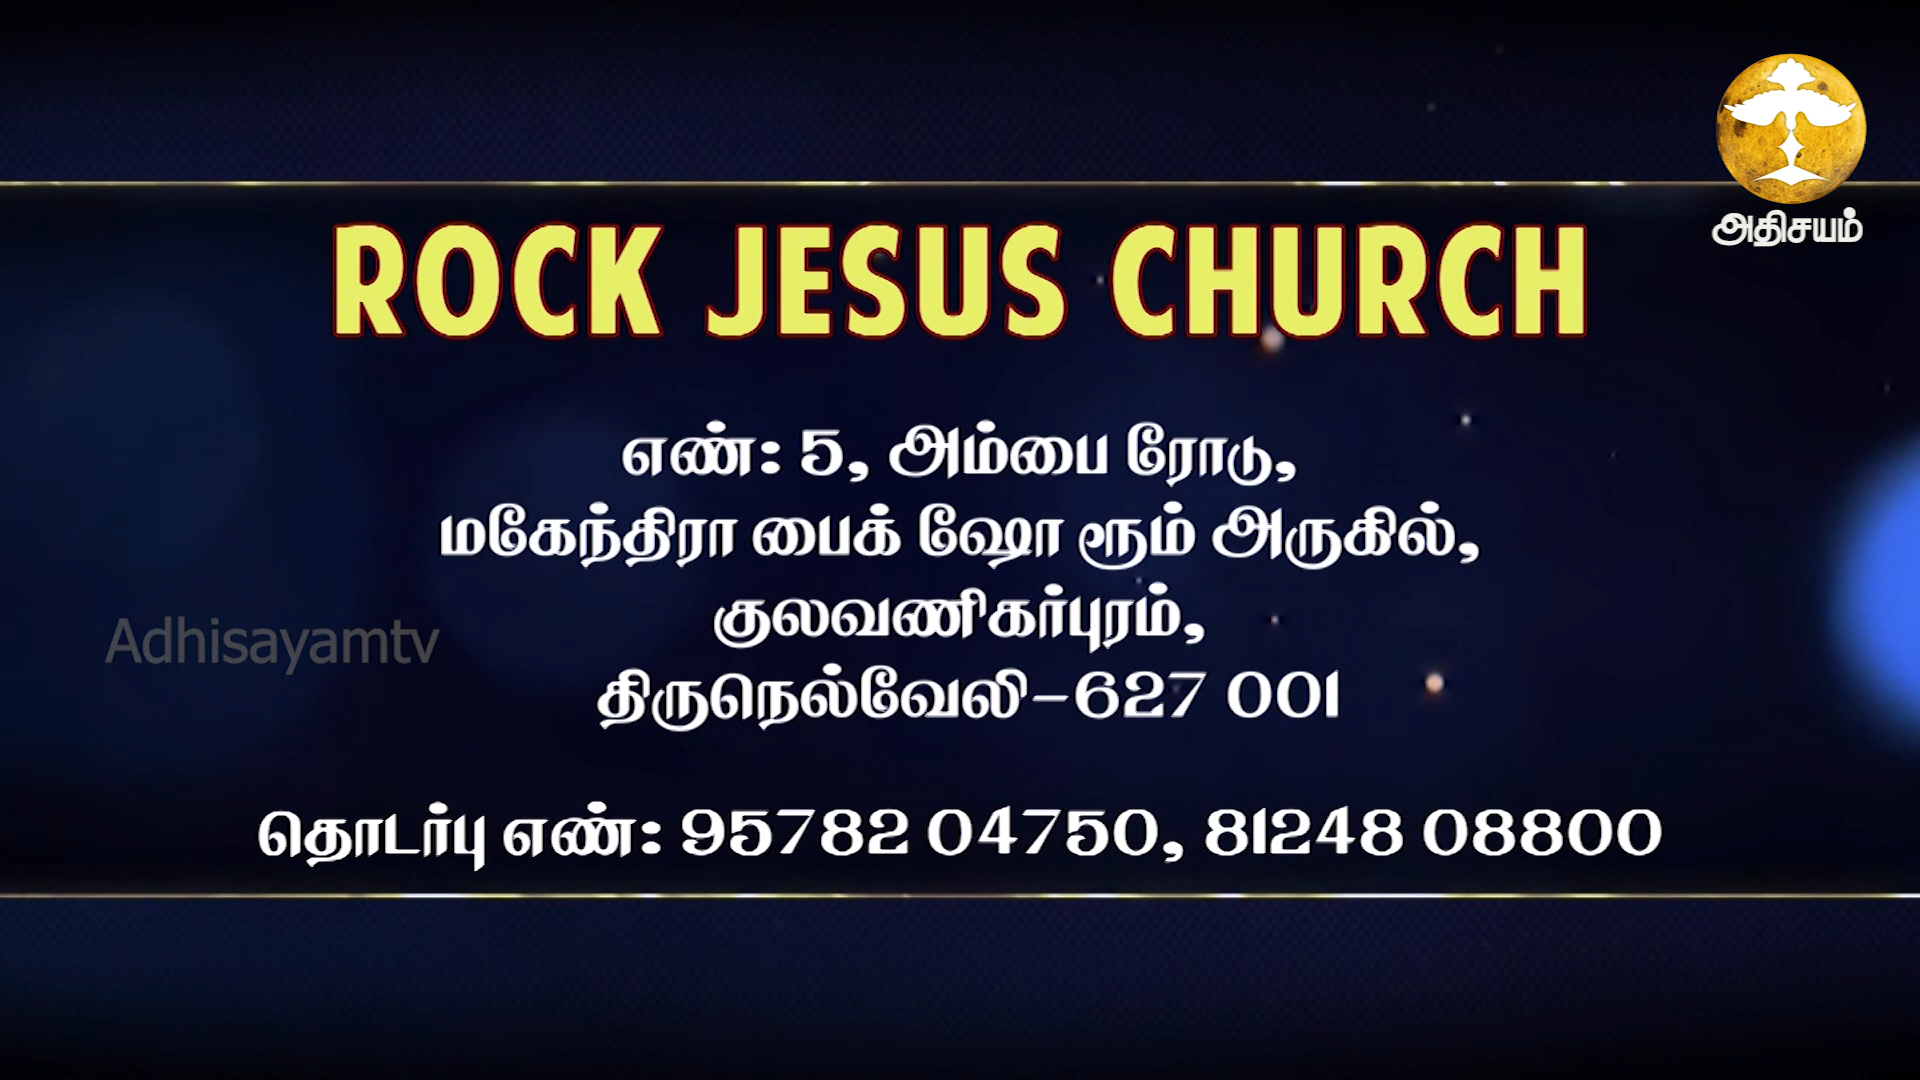 அதிசயம்
ROCK JESUS CHURCH
எண்: 5, அம்பை ரோடு,
மகேந்திரா பைக் ஷோ ரூம் அருகில்,
குலவணிகர்புரம்,
Adhisayamtv
திருநெல்வேலி-627 001
தொடர்பு எண்: 95782 04750, 81248 08800